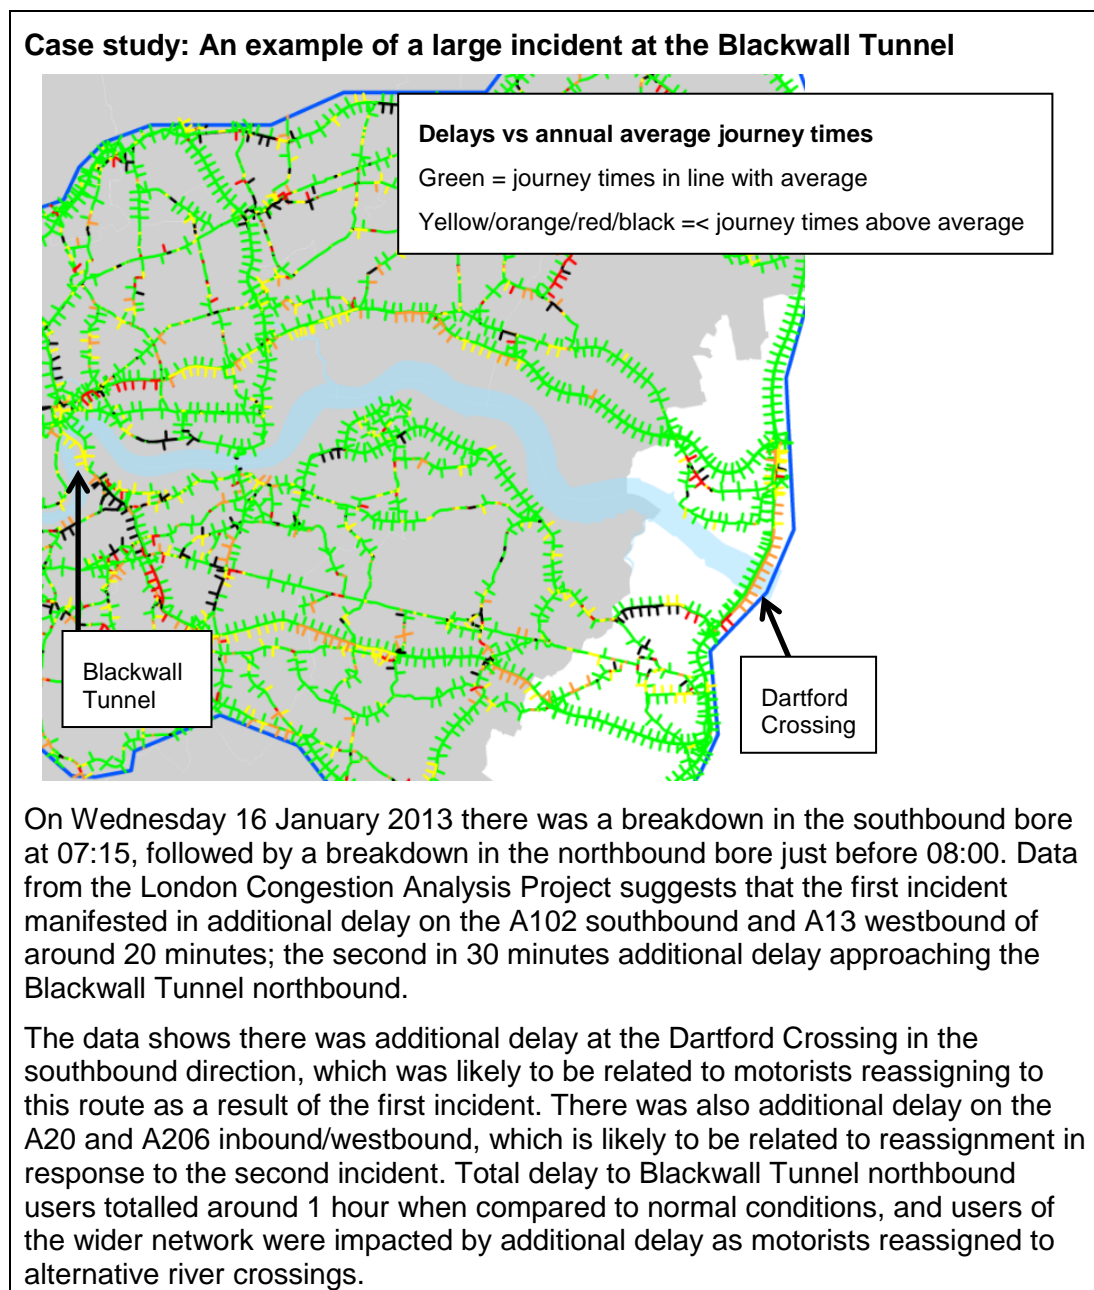 Case study: An example of a large incident at the Blackwall Tunnel
Delays vs annual average journey times
Green = journey times in line with average
Yellow/orange/red/black =< journey times above average
Blackwall
Tunnel
Dartford
Crossing
On Wednesday 16 January 2013 there was a breakdown in the southbound bore
at 07:15, followed by a breakdown in the northbound bore just before 08:00. Data
from the London Congestion Analysis Project suggests that the first incident
manifested in additional delay on the A102 southbound and A13 westbound of
around 20 minutes; the second in 30 minutes additional delay approaching the
Blackwall Tunnel northbound.
The data shows there was additional delay at the Dartford Crossing in the
southbound direction, which was likely to be related to motorists reassigning to
this route as a result of the first incident. There was also additional delay on the
A20 and A206 inbound/westbound, which is likely to be related to reassignment in
response to the second incident. Total delay to Blackwall Tunnel northbound
users totalled around 1 hour when compared to normal conditions, and users of
the wider network were impacted by additional delay as motorists reassigned to
alternative river crossings.